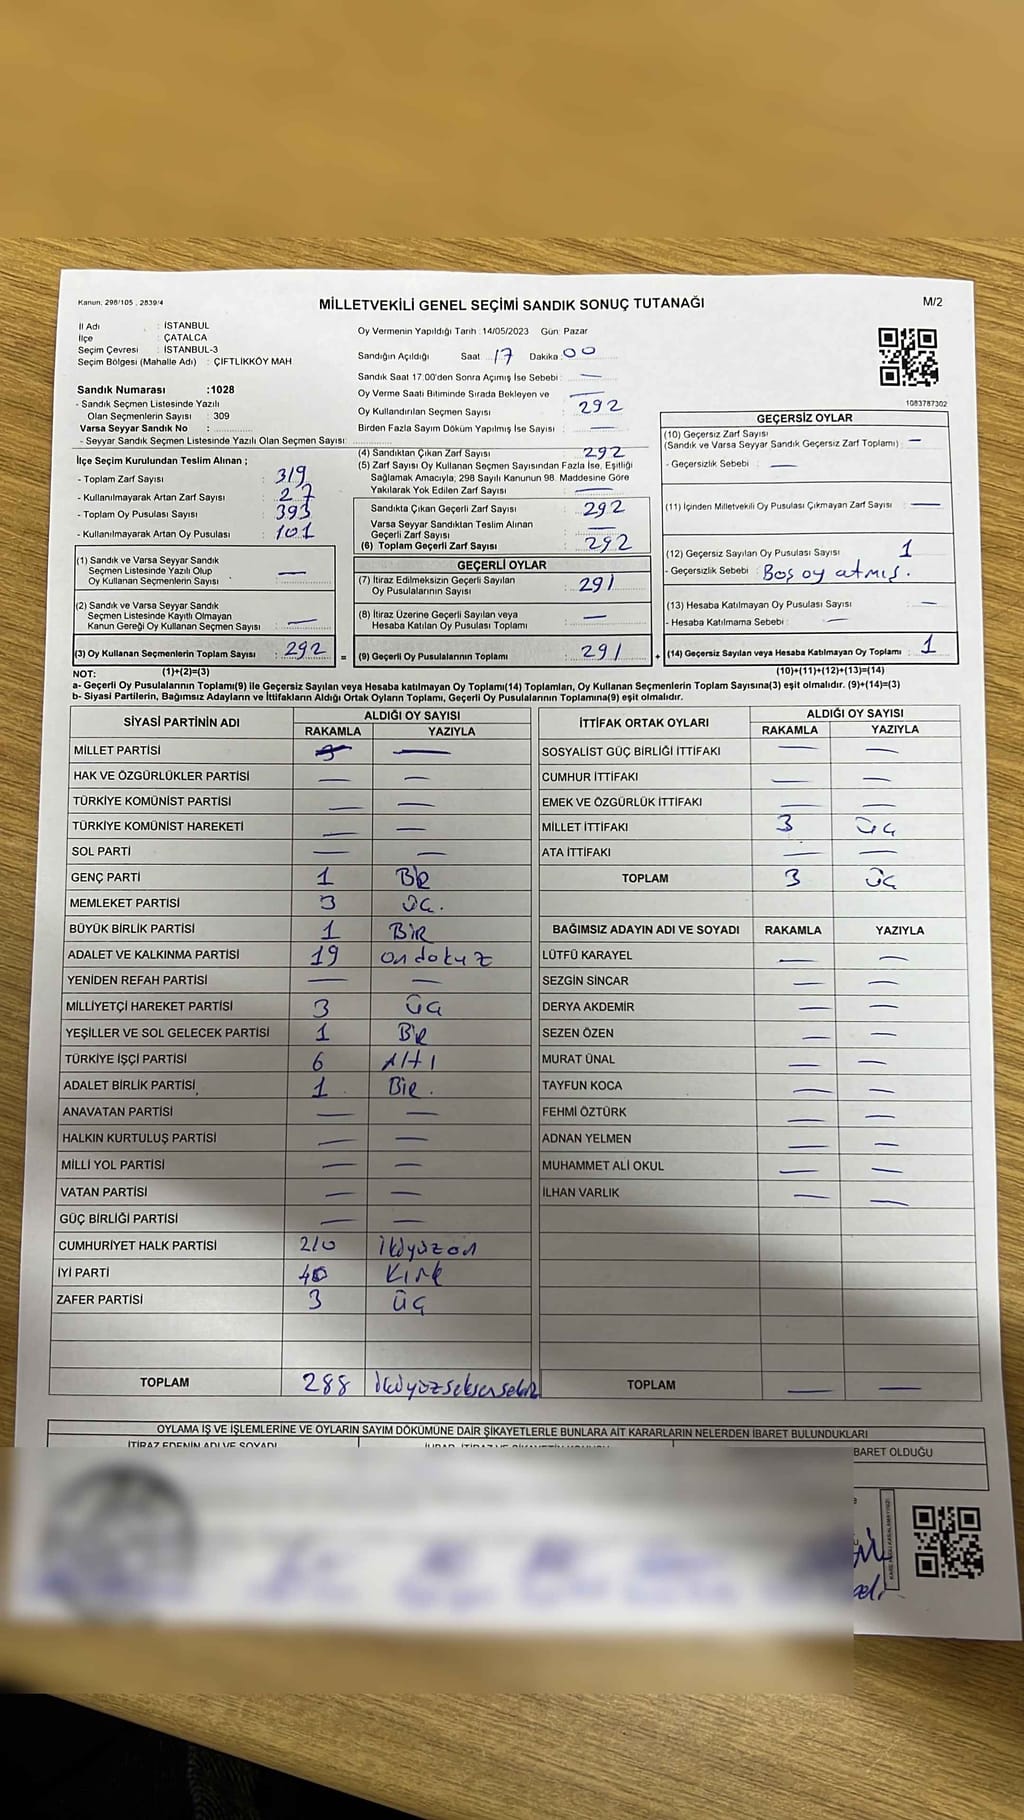 Kanun, 298/105 , 2839/4
MİLLETVEKİLİ GENEL SEÇİMİ SANDIK SONUÇ TUTANAĞI
M/2
İl Adı : İSTANBUL
İlçe : ÇATALCA
Seçim Çevresi : İSTANBUL-3
Seçim Bölgesi (Mahalle Adı) : ÇİFTLİKKÖY MAH
Sandık Numarası :1028
- Sandık Seçmen Listesinde Yazılı
Olan Seçmenlerin Sayısı : 309
Varsa Seyyar Sandık No :
- Seyyar Sandık Seçmen Listesinde Yazılı Olan Seçmen Sayısı:
Oy Vermenin Yapıldığı Tarih :14/05/2023 Gün: Pazar
Sandığın Açıldığı Saat 17 Dakika 00
Sandık Saat 17:00'den Sonra Açımış İse Sebebi : —
Oy Verme Saati Bitiminde Sırada Bekleyen ve —
Oy Kullandırılan Seçmen Sayısı : 292
Birden Fazla Sayım Döküm Yapılmış İse Sayısı : —
1083787302
İlçe Seçim Kurulundan Teslim Alınan ;
- Toplam Zarf Sayısı : 319
- Kullanılmayarak Artan Zarf Sayısı : 27
- Toplam Oy Pusulası Sayısı : 393
- Kullanılmayarak Artan Oy Pusulası : 101
(1) Sandık ve Varsa Seyyar Sandık
Seçmen Listesinde Yazılı Olup
Oy Kullanan Seçmenlerin Sayısı : —
(2) Sandık ve Varsa Seyyar Sandık
Seçmen Listesinde Kayıtlı Olmayan
Kanun Gereği Oy Kullanan Seçmen Sayısı : —
(3) Oy Kullanan Seçmenlerin Toplam Sayısı : 292 =
(4) Sandıktan Çıkan Zarf Sayısı : 292
(5) Zarf Sayısı Oy Kullanan Seçmen Sayısından Fazla İse, Eşitliği
Sağlamak Amacıyla; 298 Sayılı Kanunun 98. Maddesine Göre
Yakılarak Yok Edilen Zarf Sayısı : —
Sandıkta Çıkan Geçerli Zarf Sayısı : 292
Varsa Seyyar Sandıktan Teslim Alınan
Geçerli Zarf Sayısı : —
(6) Toplam Geçerli Zarf Sayısı : 292
GEÇERLİ OYLAR
(7) İtiraz Edilmeksizin Geçerli Sayılan
Oy Pusulalarının Sayısı : 291
(8) İtiraz Üzerine Geçerli Sayılan veya
Hesaba Katılan Oy Pusulası Toplamı : —
(9) Geçerli Oy Pusulalarının Toplamı : 291 +
GEÇERSİZ OYLAR
(10) Geçersiz Zarf Sayısı
(Sandık ve Varsa Seyyar Sandık Geçersiz Zarf Toplamı) : —
- Geçersizlik Sebebi : —
(11) İçinden Milletvekili Oy Pusulası Çıkmayan Zarf Sayısı : —
(12) Geçersiz Sayılan Oy Pusulası Sayısı : 1
- Geçersizlik Sebebi : Boş oy atmış.
(13) Hesaba Katılmayan Oy Pusulası Sayısı : —
- Hesaba Katılmama Sebebi : —
(14) Geçersiz Sayılan veya Hesaba Katılmayan Oy Toplamı : 1
NOT: (1)+(2)=(3)
(10)+(11)+(12)+(13)=(14)
a- Geçerli Oy Pusulalarının Toplamı(9) İle Geçersiz Sayılan veya Hesaba katılmayan Oy Toplamı(14) Toplamları, Oy Kullanan Seçmenlerin Toplam Sayısına(3) eşit olmalıdır. (9)+(14)=(3)
b- Siyasi Partilerin, Bağımsız Adayların ve İttifakların Aldığı Ortak Oyların Toplamı, Geçerli Oy Pusulalarının Toplamına(9) eşit olmalıdır.
SİYASİ PARTİNİN ADI ALDIĞI OY SAYISI
RAKAMLA YAZIYLA
MİLLET PARTİSİ —
HAK VE ÖZGÜRLÜKLER PARTİSİ — —
TÜRKİYE KOMÜNİST PARTİSİ — —
TÜRKİYE KOMÜNİST HAREKETİ — —
SOL PARTİ — —
GENÇ PARTİ 1 Bir
MEMLEKET PARTİSİ 3 üç.
BÜYÜK BİRLİK PARTİSİ 1 BİR
ADALET VE KALKINMA PARTİSİ 19 on dokuz
YENİDEN REFAH PARTİSİ — —
MİLLİYETÇİ HAREKET PARTİSİ 3 üç
YEŞİLLER VE SOL GELECEK PARTİSİ 1 Bir
TÜRKİYE İŞÇİ PARTİSİ 6 Altı
ADALET BİRLİK PARTİSİ 1 Bir.
ANAVATAN PARTİSİ — —
HALKIN KURTULUŞ PARTİSİ — —
MİLLİ YOL PARTİSİ — —
VATAN PARTİSİ — —
GÜÇ BİRLİĞİ PARTİSİ — —
CUMHURİYET HALK PARTİSİ 210 İkiyüz on
İYİ PARTİ 40 Kırk
ZAFER PARTİSİ 3 üç
TOPLAM 288 İkiyüzseksensekiz
İTTİFAK ORTAK OYLARI ALDIĞI OY SAYISI
RAKAMLA YAZIYLA
SOSYALİST GÜÇ BİRLİĞİ İTTİFAKI — —
CUMHUR İTTİFAKI — —
EMEK VE ÖZGÜRLÜK İTTİFAKI — —
MİLLET İTTİFAKI 3 üç
ATA İTTİFAKI — —
TOPLAM 3 üç
BAĞIMSIZ ADAYIN ADI VE SOYADI RAKAMLA YAZIYLA
LÜTFÜ KARAYEL — —
SEZGİN SİNCAR — —
DERYA AKDEMİR — —
SEZEN ÖZEN — —
MURAT ÜNAL — —
TAYFUN KOCA — —
FEHMİ ÖZTÜRK — —
ADNAN YELMEN — —
MUHAMMET ALİ OKUL — —
İLHAN VARLIK — —
TOPLAM — —
OYLAMA İŞ VE İŞLEMLERİNE VE OYLARIN SAYIM DÖKÜMÜNE DAİR ŞİKAYETLERLE BUNLARA AİT KARARLARIN NELERDEN İBARET BULUNDUKLARI
İTİRAZ EDENİN ADI VE SOYADI
BARET OLDUĞU